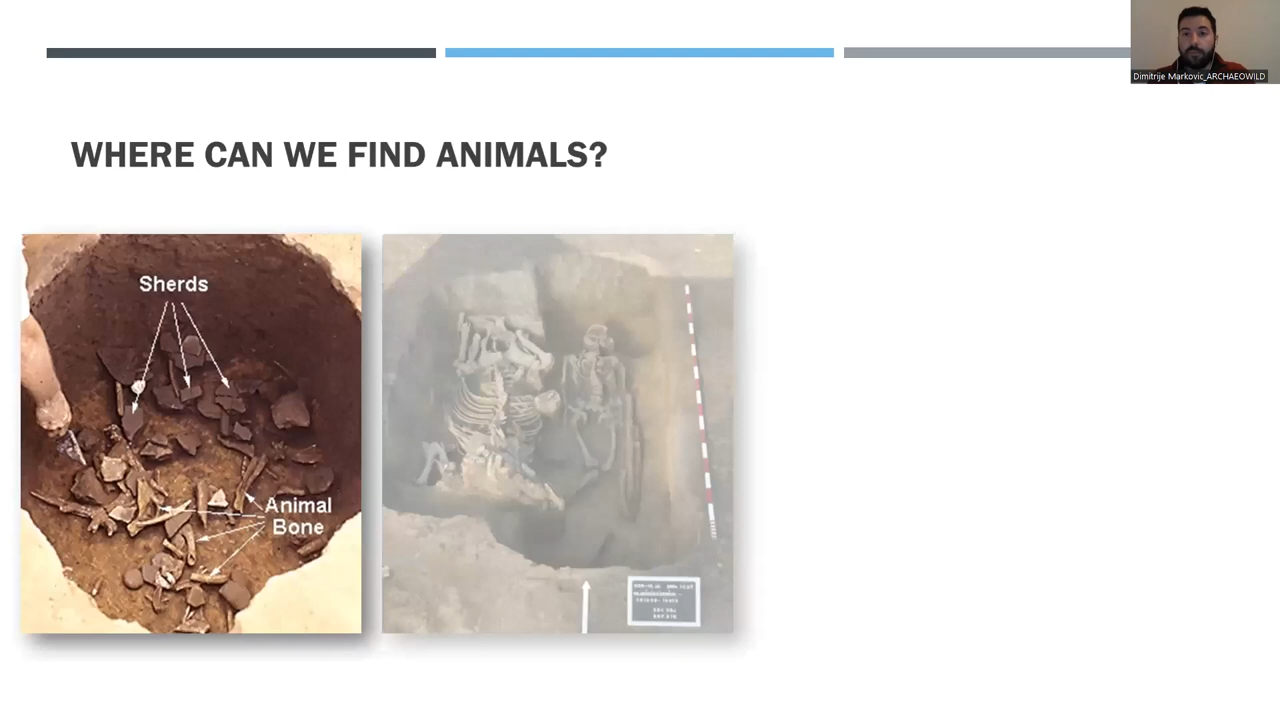 Dimitrije Markovic_ARCHAEOWILD
WHERE CAN WE FIND ANIMALS?
Sherds
Animal
Bone